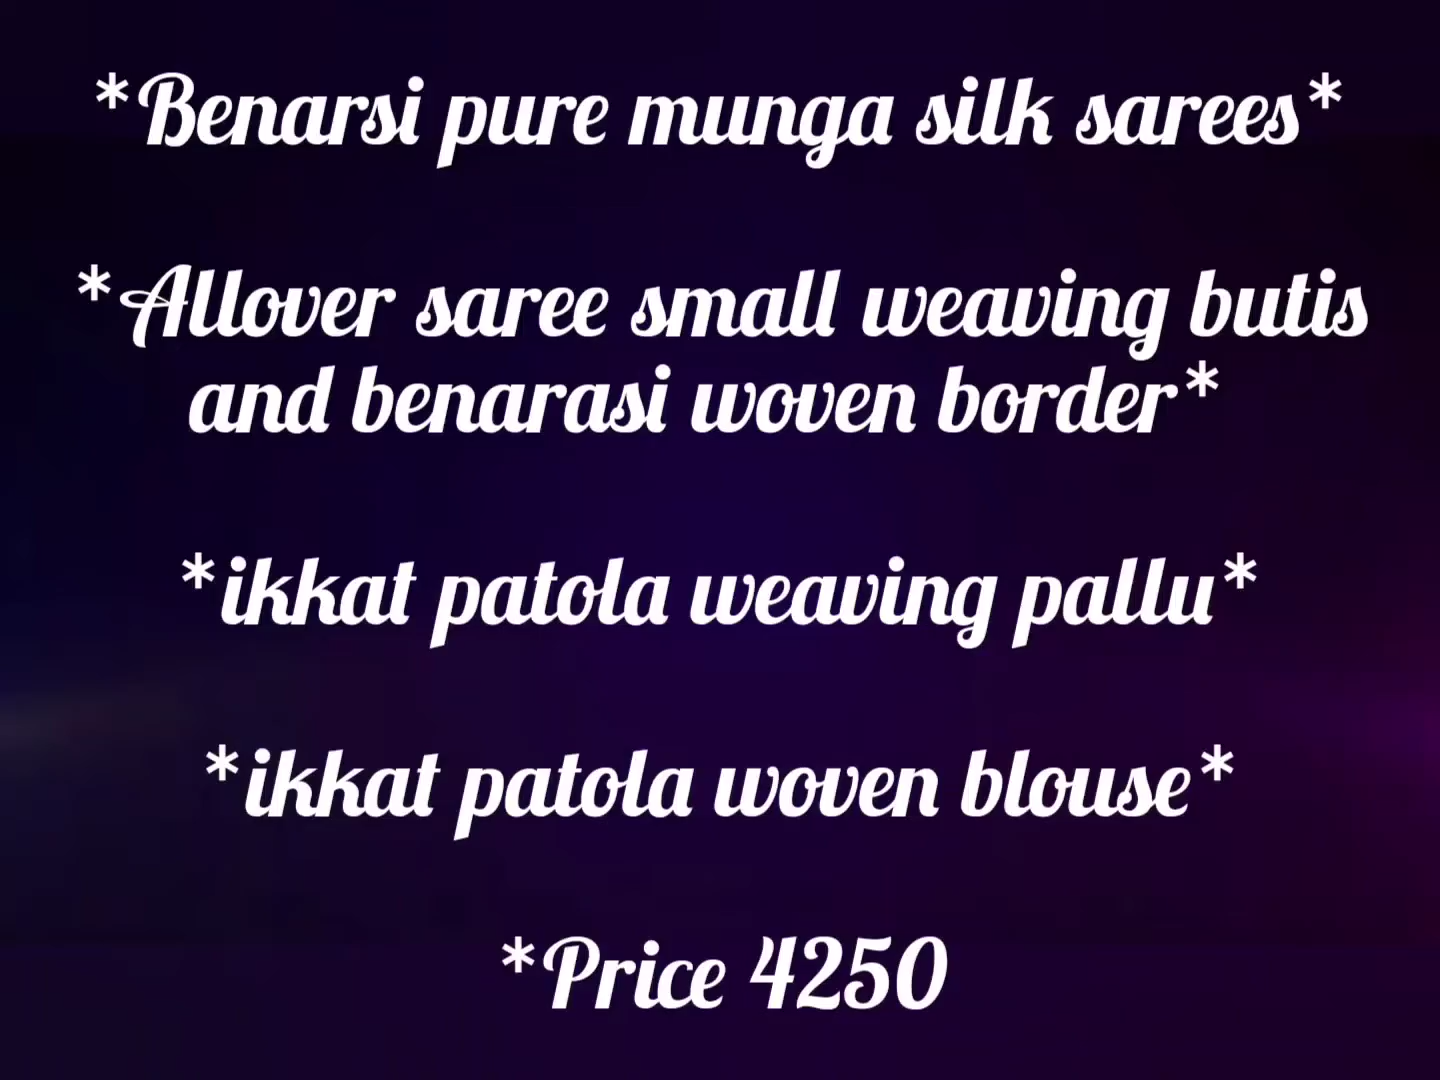 *Benarsi pure munga silk sarees*
*Allover saree small weaving butis
and benarasi woven border*
*ikkat patola weaving pallu*
*ikkat patola woven blouse*
*Price 4250